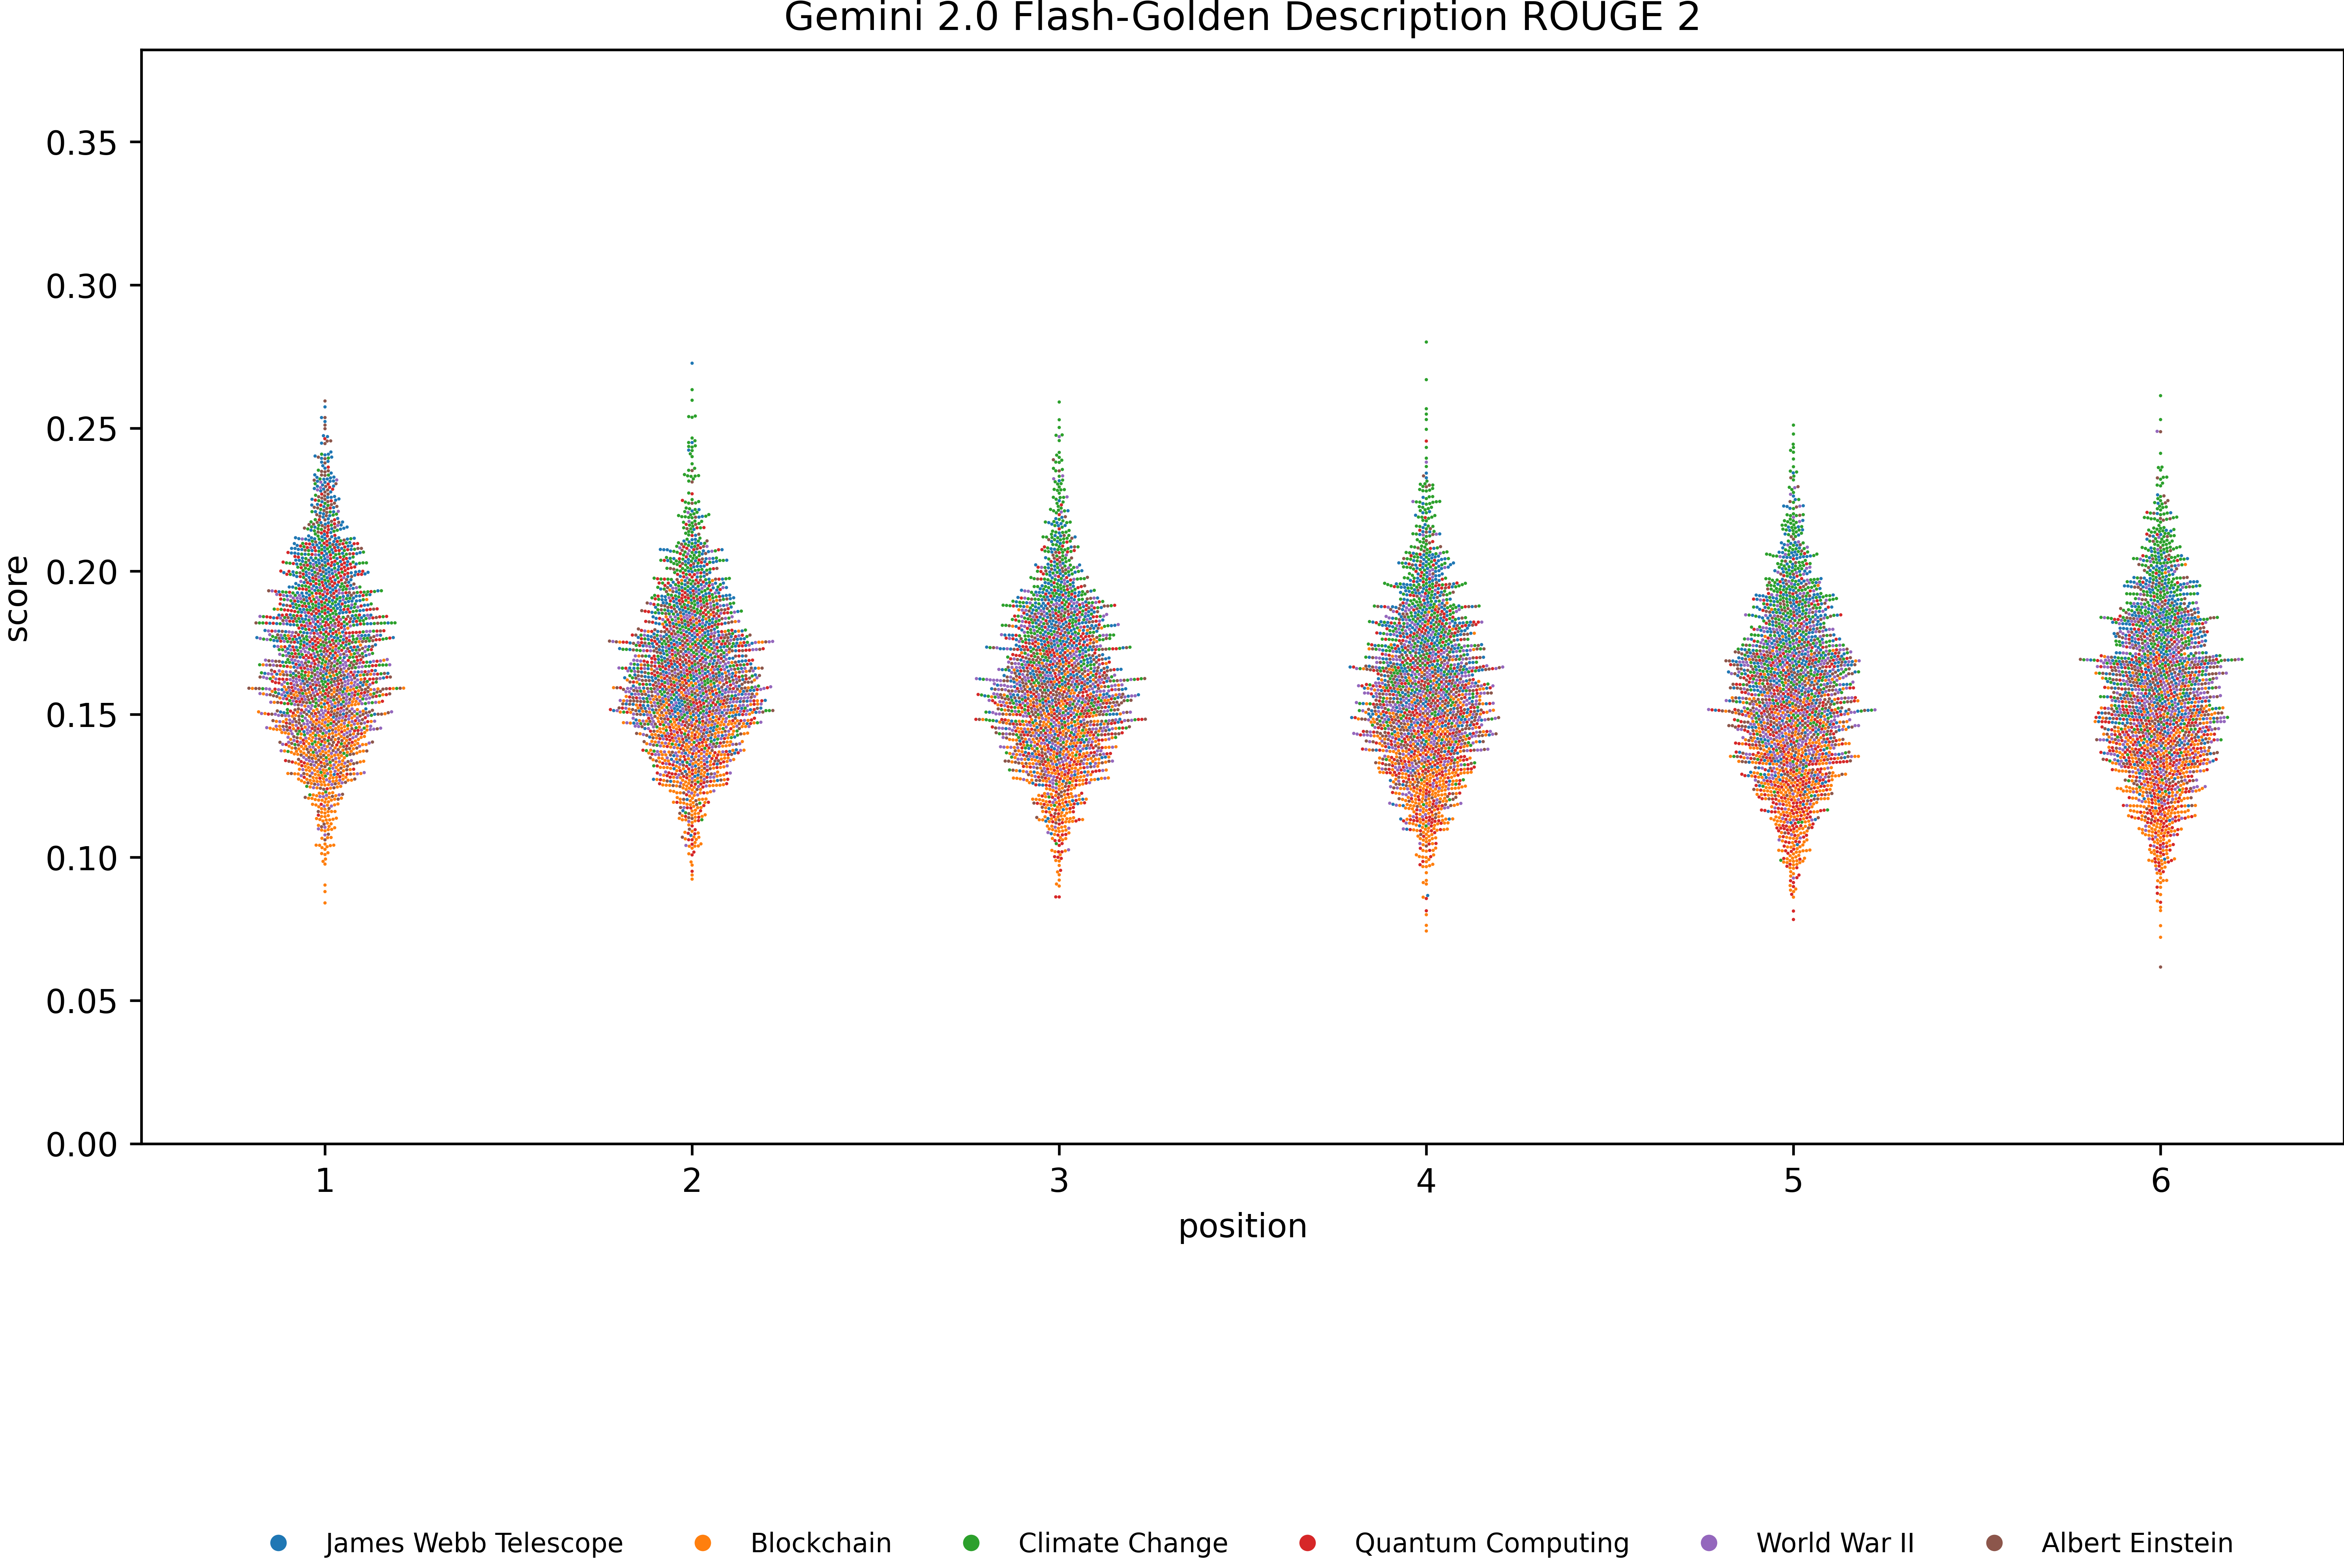 Gemini 2.0 Flash-Golden Description ROUGE 2
0.35
0.30
0.25
0.20
0.15
0.10
0.05
0.00
score
1 2 3 4 5 6
position
James Webb Telescope Blockchain Climate Change Quantum Computing World War II Albert Einstein